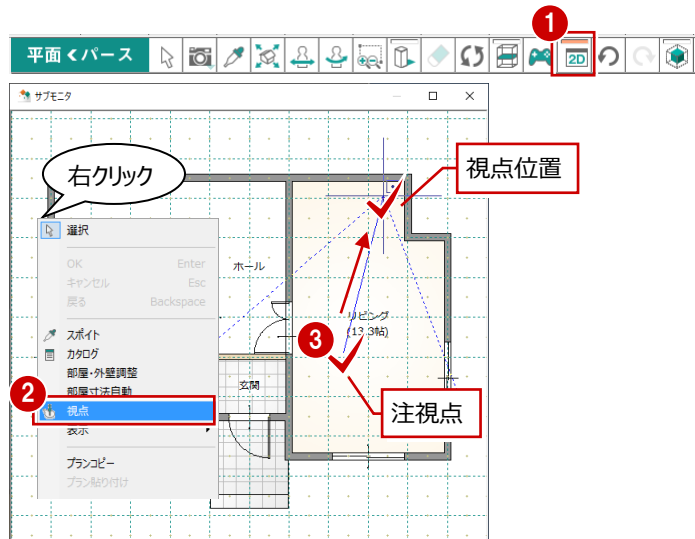 1
平面<パース
2D
サブモニタ
右クリック
視点位置
選択
OK Enter
キャンセル Esc
戻る Backspace
ホール
リビング
(13.3帖)
3
スポイト
カタログ
部屋・外壁調整
部屋寸法自動
玄関
2
視点
注視点
表示
プランコピー
プラン貼り付け